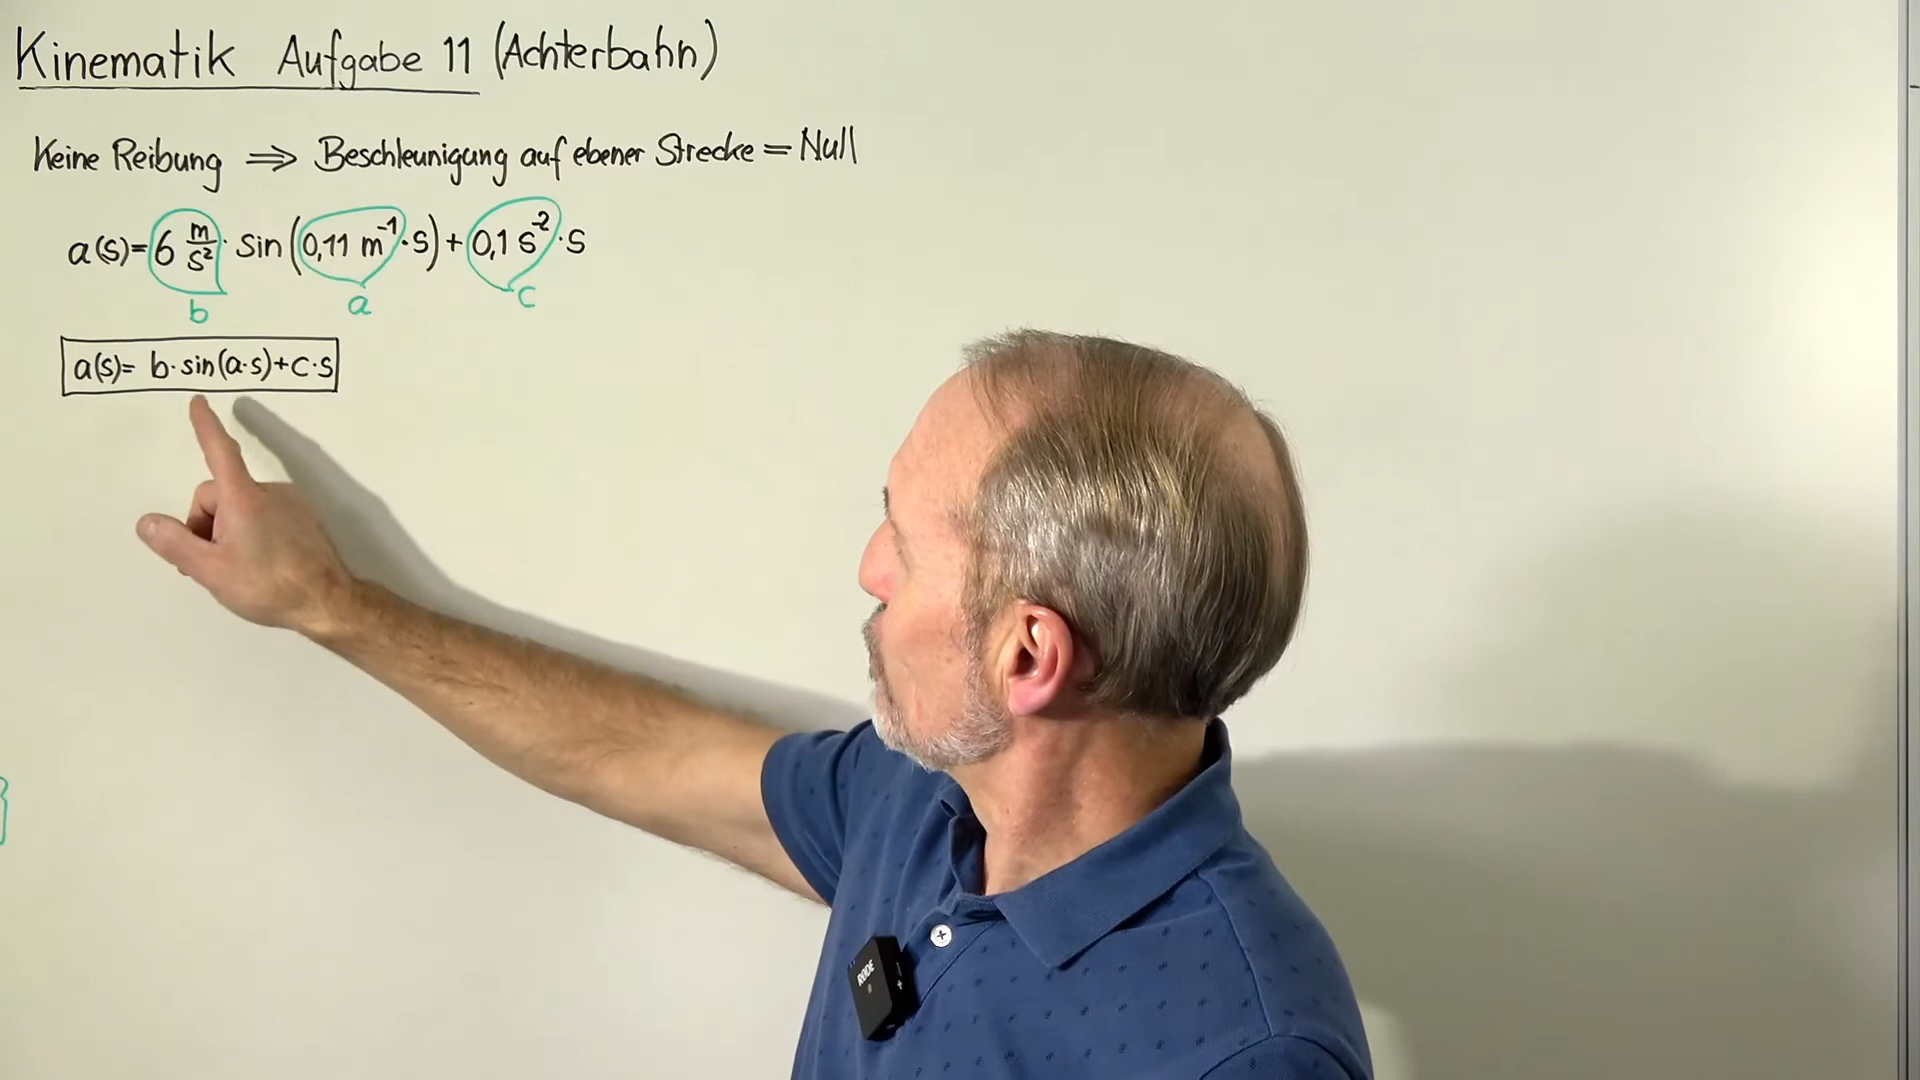 Kinematik Aufgabe 11 (Achterbahn)
Keine Reibung ⇒ Beschleunigung auf ebener Strecke = Null
a(s)= 6 m/s² · sin(0,11 m⁻¹·s) + 0,1 s⁻²·s
b a c
a(s)= b·sin(a·s)+c·s
RØDE